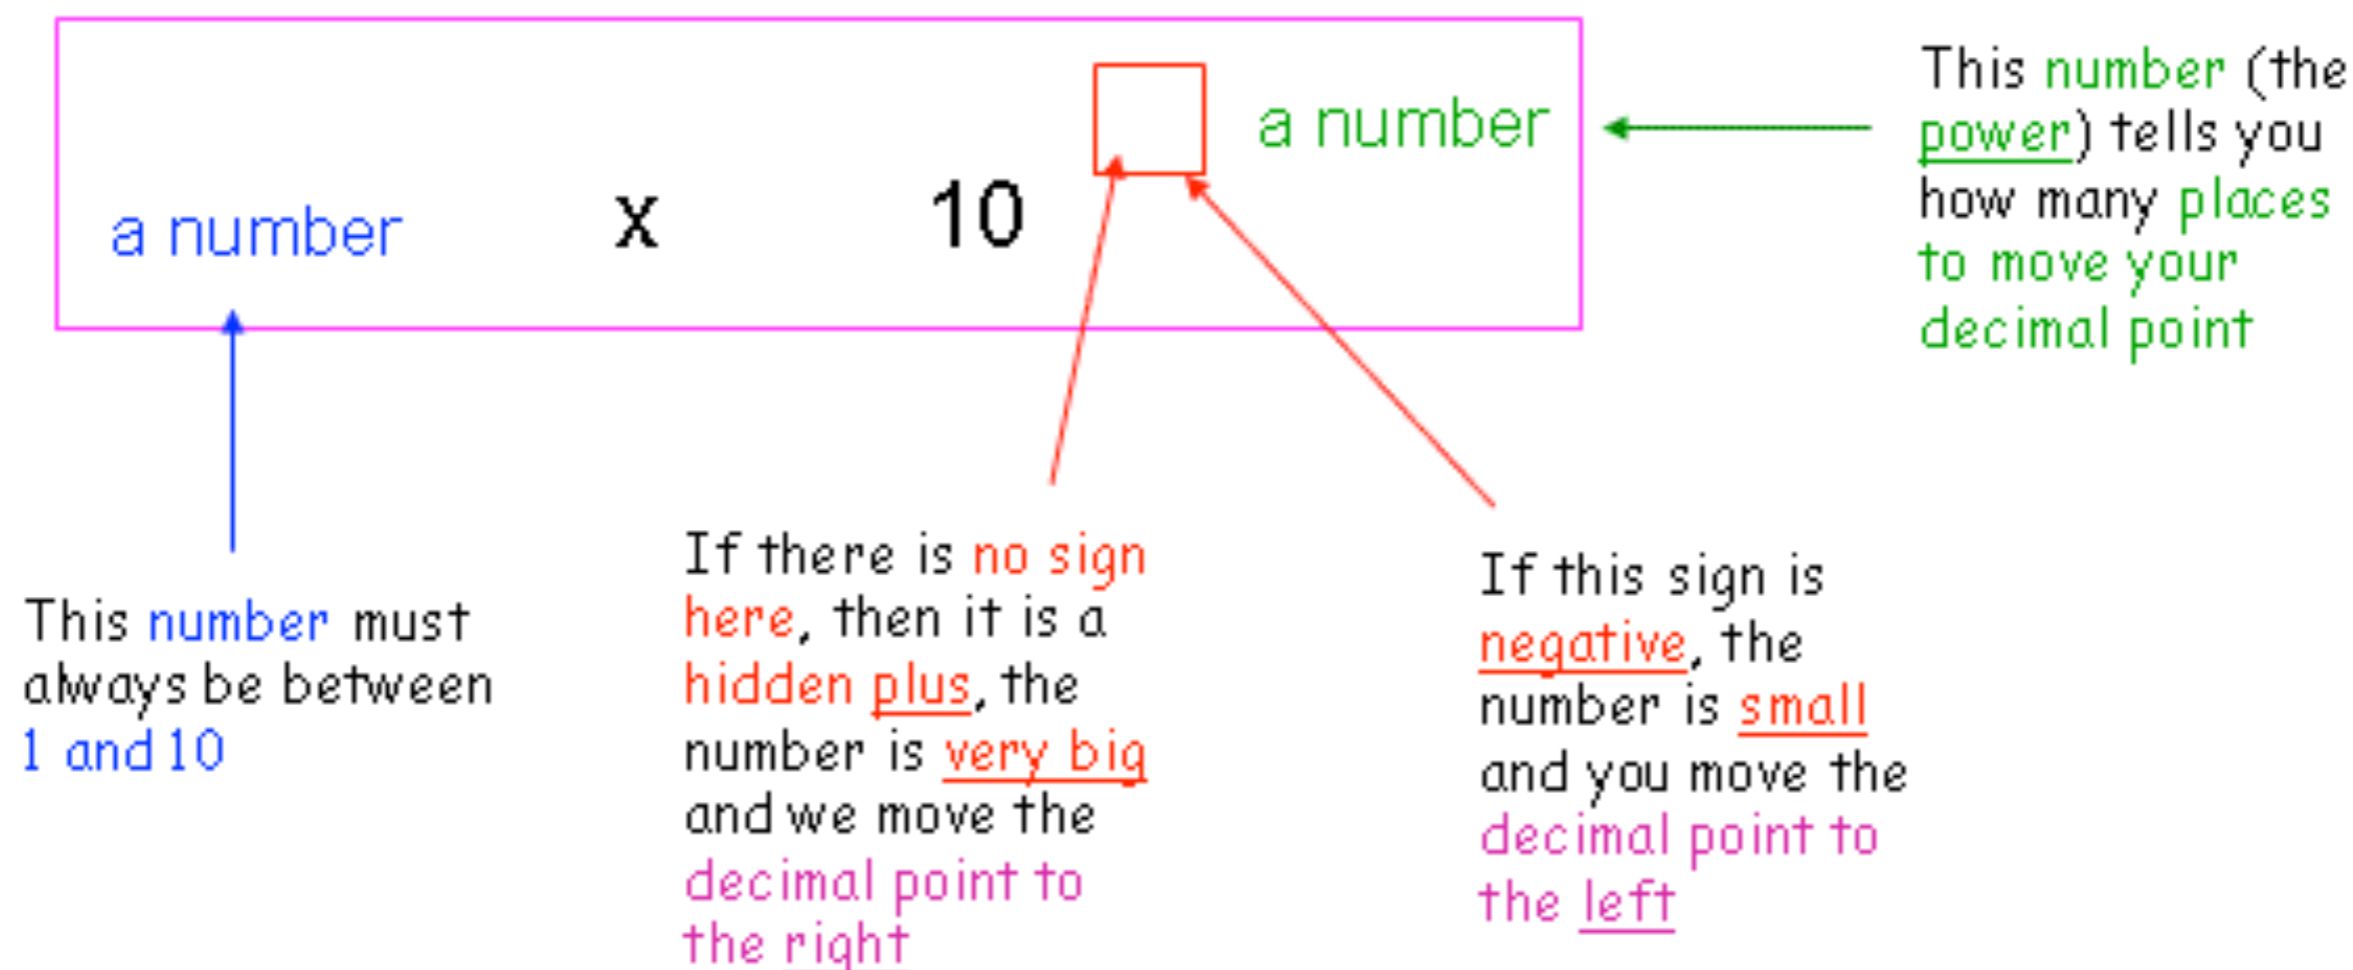 a number x 10 a number
This number (the
power) tells you
how many places
to move your
decimal point
This number must
always be between
1 and 10
If there is no sign
here, then it is a
hidden plus, the
number is very big
and we move the
decimal point to
the right
If this sign is
negative, the
number is small
and you move the
decimal point to
the left